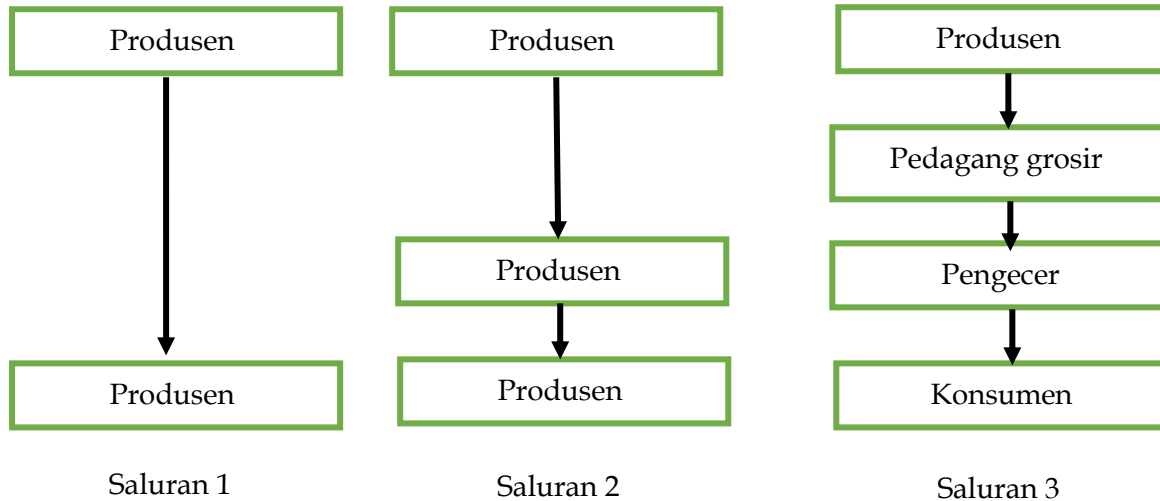 Produsen
Produsen
Saluran 1
Produsen
Produsen
Produsen
Saluran 2
Produsen
Pedagang grosir
Pengecer
Konsumen
Saluran 3